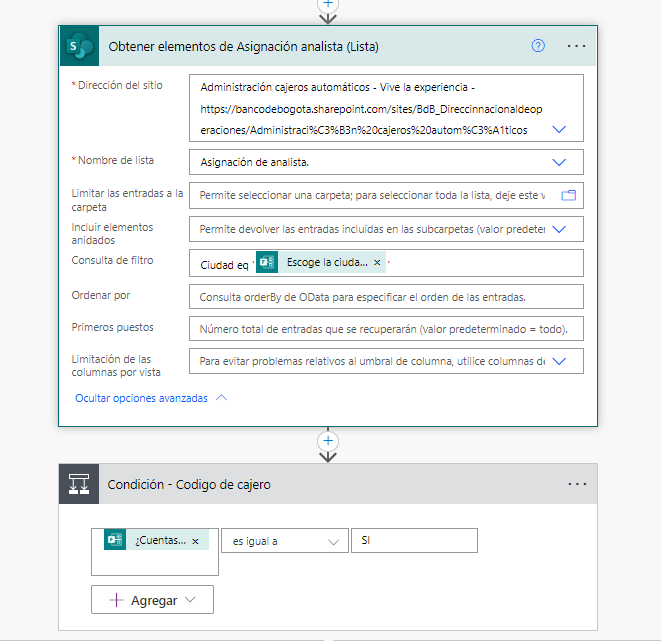 Obtener elementos de Asignación analista (Lista)
* Dirección del sitio
Administración cajeros automáticos - Vive la experiencia -
https://bancodebogota.sharepoint.com/sites/BdB_Direccinnacionaldeop
eraciones/Administraci%C3%B3n%20cajeros%20autom%C3%A1ticos
* Nombre de lista
Asignación de analista.
Limitar las entradas a la
carpeta
Permite seleccionar una carpeta; para seleccionar toda la lista, deje este v
Incluir elementos
anidados
Permite devolver las entradas incluidas en las subcarpetas (valor predeter
Consulta de filtro
Ciudad eq ' Escoge la ciuda... × '
Ordenar por
Consulta orderBy de OData para especificar el orden de las entradas.
Primeros puestos
Número total de entradas que se recuperarán (valor predeterminado = todo).
Limitación de las
columnas por vista
Para evitar problemas relativos al umbral de columna, utilice columnas de
Ocultar opciones avanzadas
Condición - Codigo de cajero
¿Cuentas... ×
es igual a
SI
Agregar